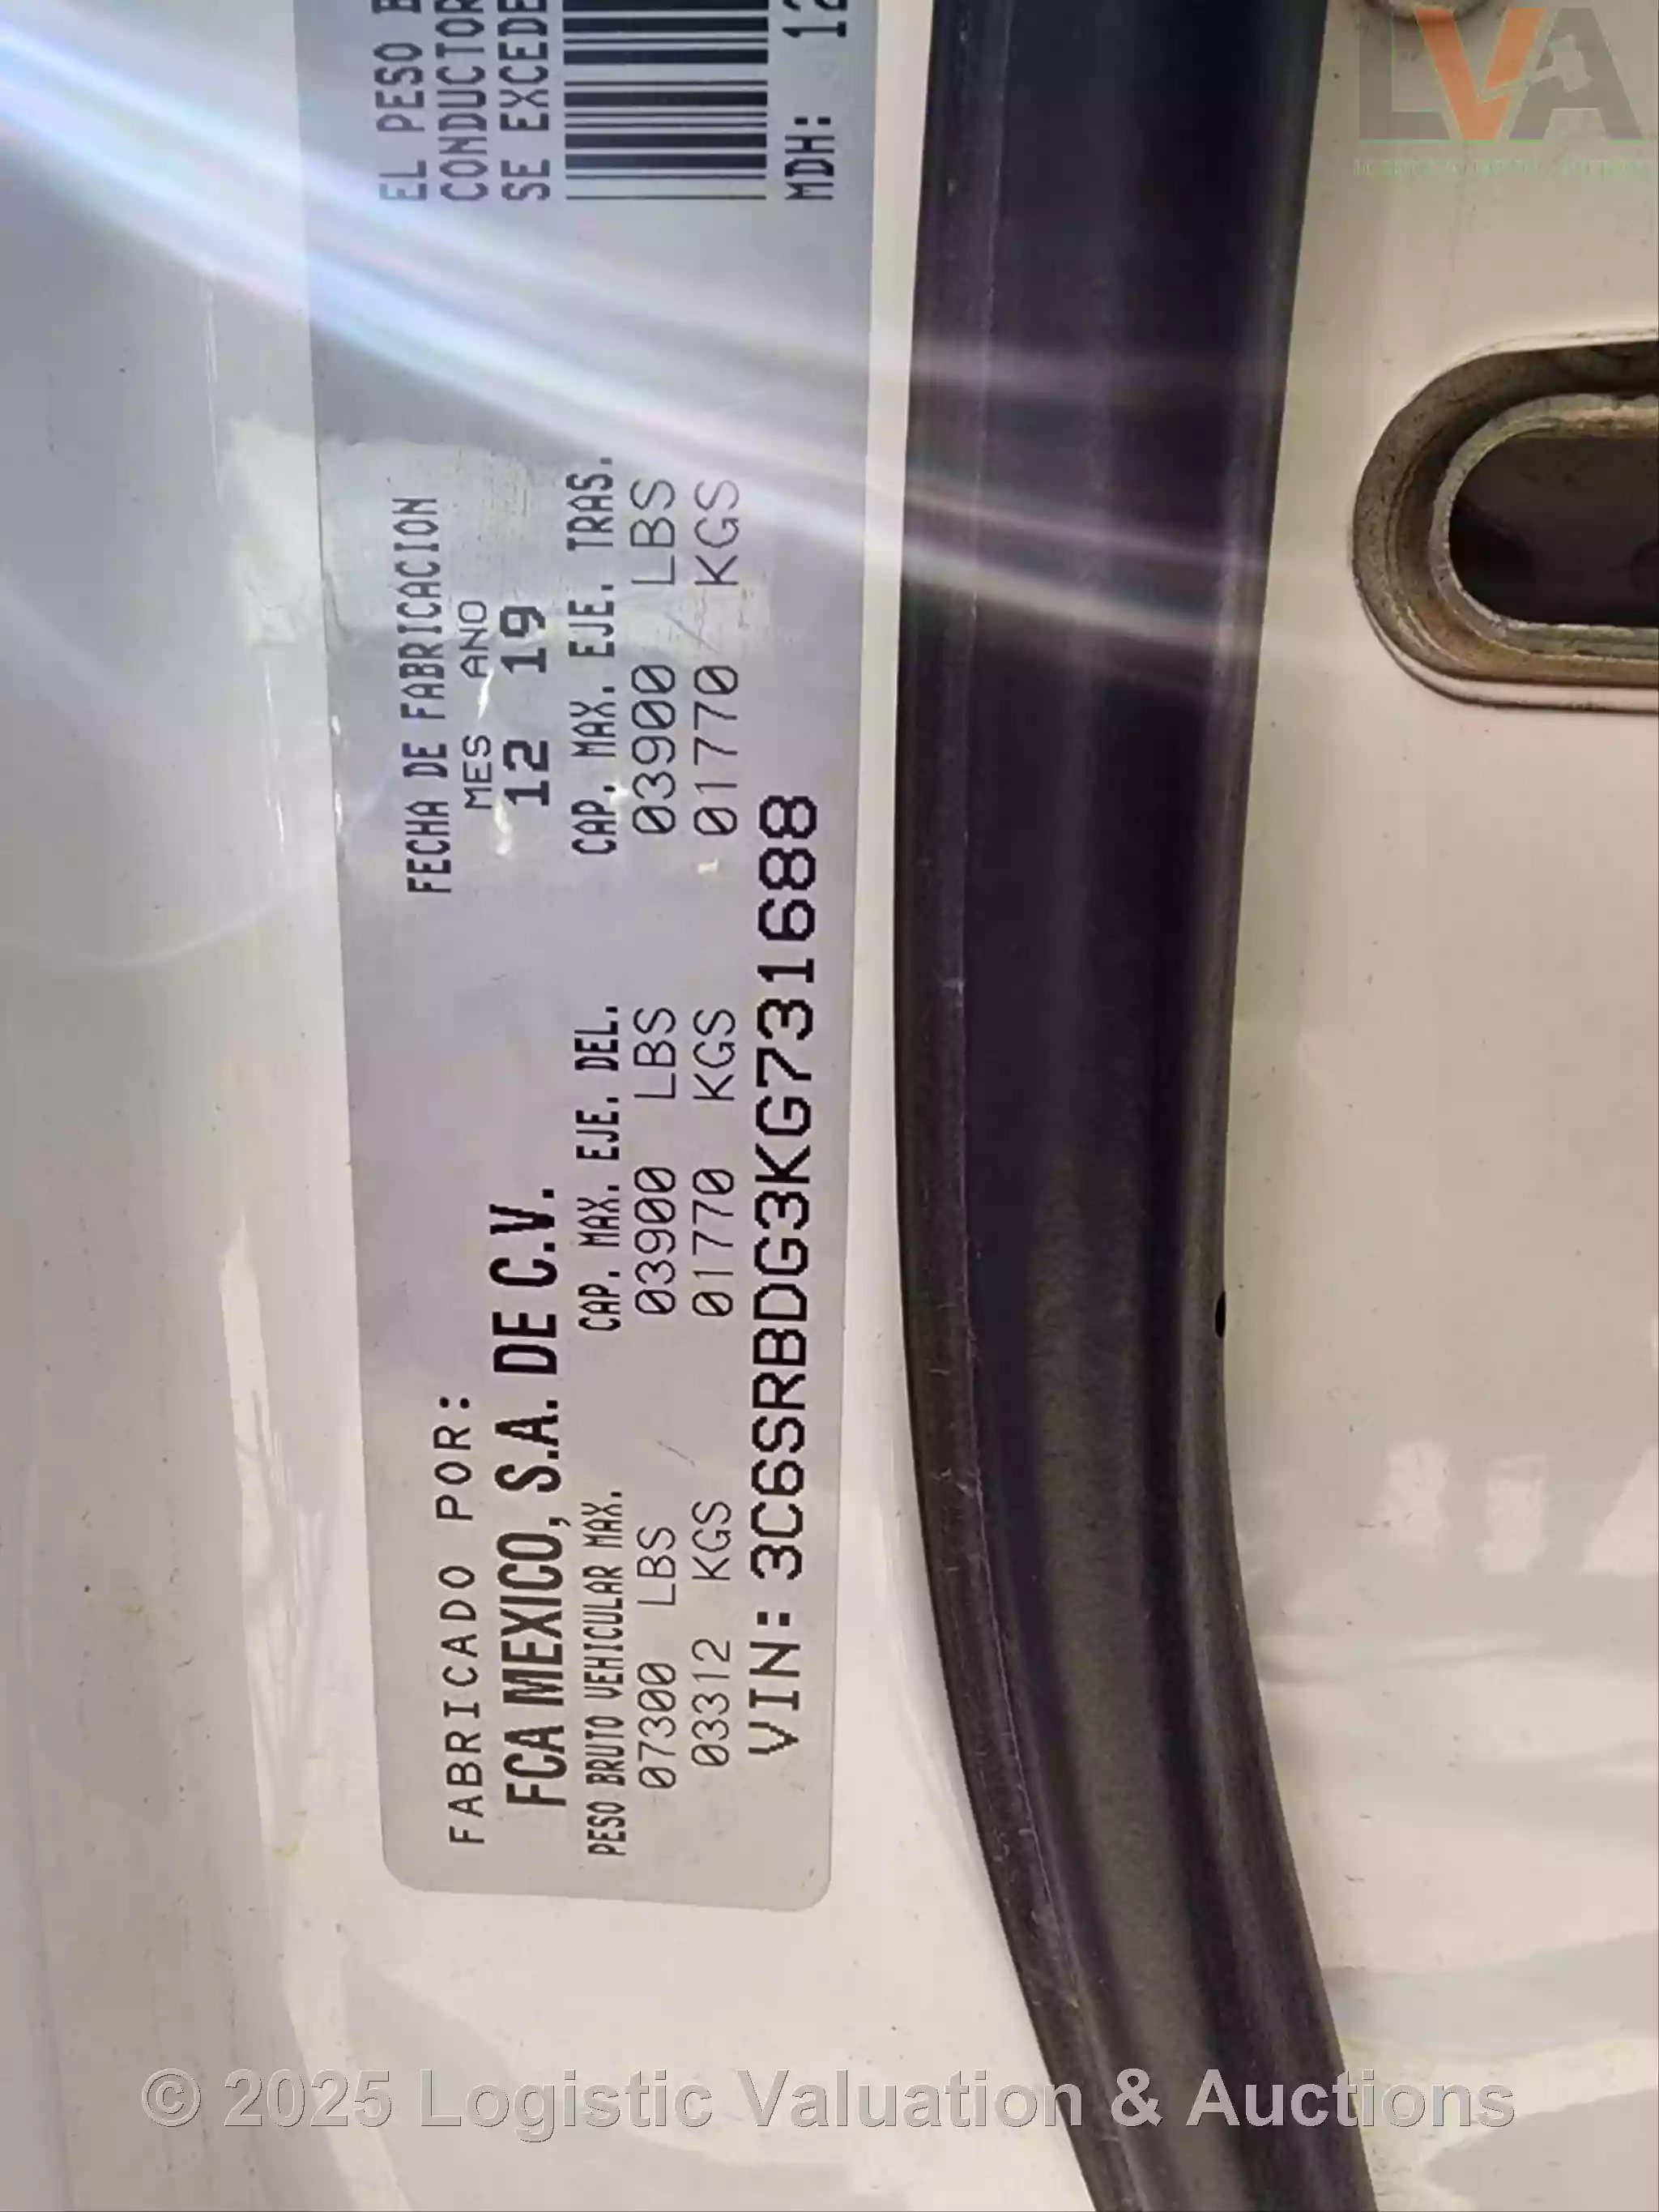 FABRICADO POR:
FCA MEXICO, S.A. DE C.V.
FECHA DE FABRICACION
MES ANO
12 19
PESO BRUTO VEHICULAR MAX.
07300 LBS
03312 KGS
CAP. MAX. EJE. DEL.
03900 LBS
01770 KGS
CAP. MAX. EJE. TRAS.
03900 LBS
01770 KGS
VIN: 3C6SRBDG3KG731688
EL PESO
CONDUCTOR
SE EXCEDE
MDH: 12
LVA
© 2025 Logistic Valuation & Auctions